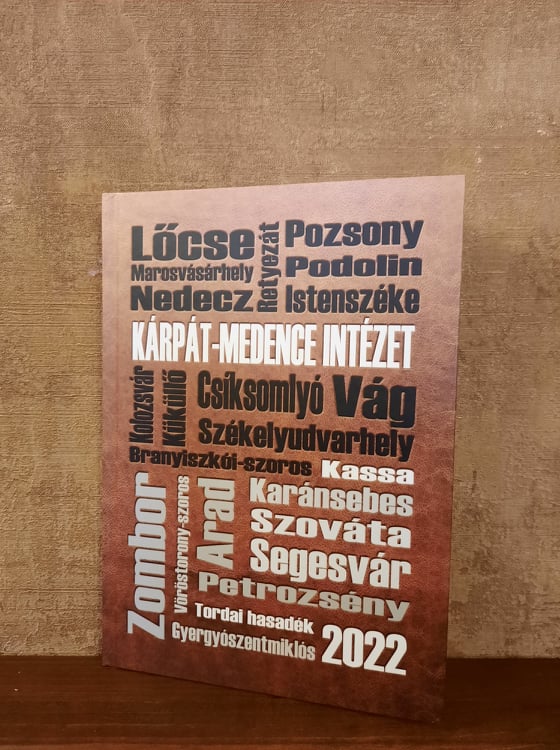 Lőcse
Marosvásárhely
Nedecz
Retyezát
Pozsony
Podolin
Istenszéke
KÁRPÁT-MEDENCE INTÉZET
Kolozsvár
Küküllő
Csíksomlyó Vág
Székelyudvarhely
Branyiszkói-szoros Kassa
Zombor
Vöröstorony-szoros
Arad
Karánsebes
Szováta
Segesvár
Petrozsény
Tordai hasadék
Gyergyószentmiklós 2022